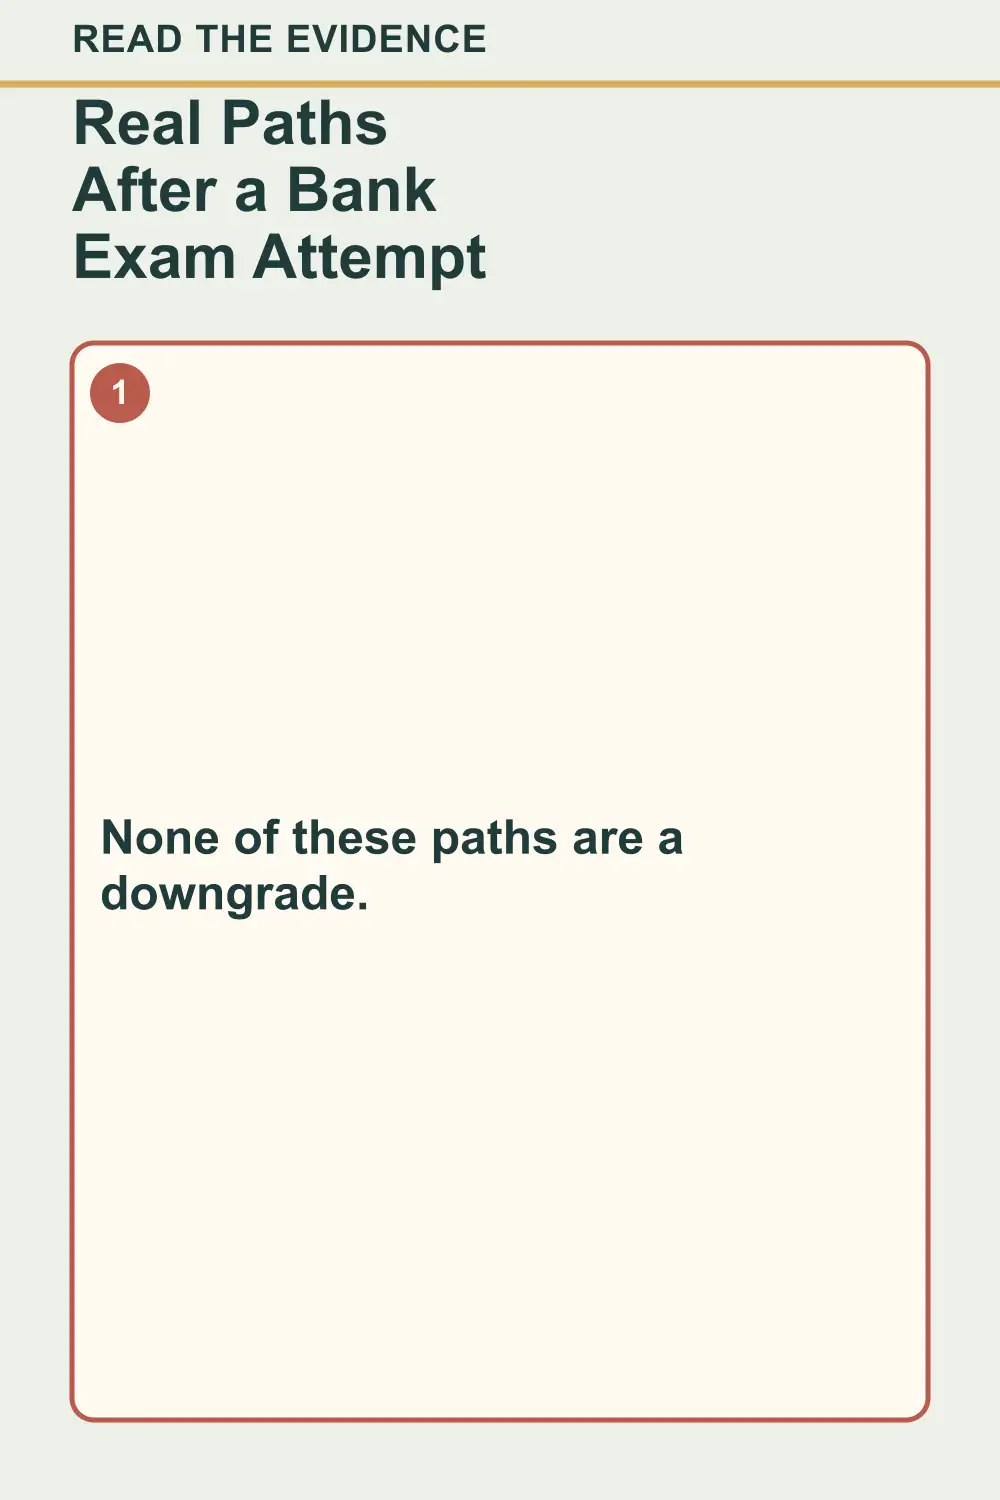 READ THE EVIDENCE
Real Paths
After a Bank
Exam Attempt
1
None of these paths are a
downgrade.